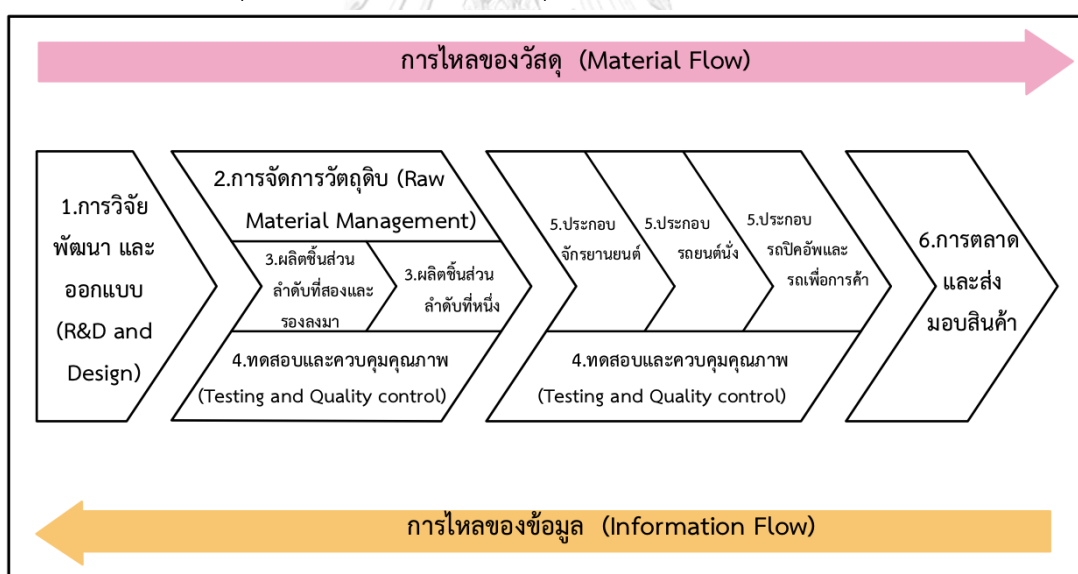 การไหลของวัสดุ (Material Flow)
1.การวิจัย
พัฒนา และ
ออกแบบ
(R&D and
Design)
2.การจัดการวัตถุดิบ (Raw
Material Management)
3.ผลิตชิ้นส่วน
ลำดับที่สองและ
รองลงมา
3.ผลิตชิ้นส่วน
ลำดับที่หนึ่ง
4.ทดสอบและควบคุมคุณภาพ
(Testing and Quality control)
5.ประกอบ
จักรยานยนต์
5.ประกอบ
รถยนต์นั่ง
5.ประกอบ
รถปิคอัพและ
รถเพื่อการค้า
4.ทดสอบและควบคุมคุณภาพ
(Testing and Quality control)
6.การตลาด
และส่ง
มอบสินค้า
การไหลของข้อมูล (Information Flow)